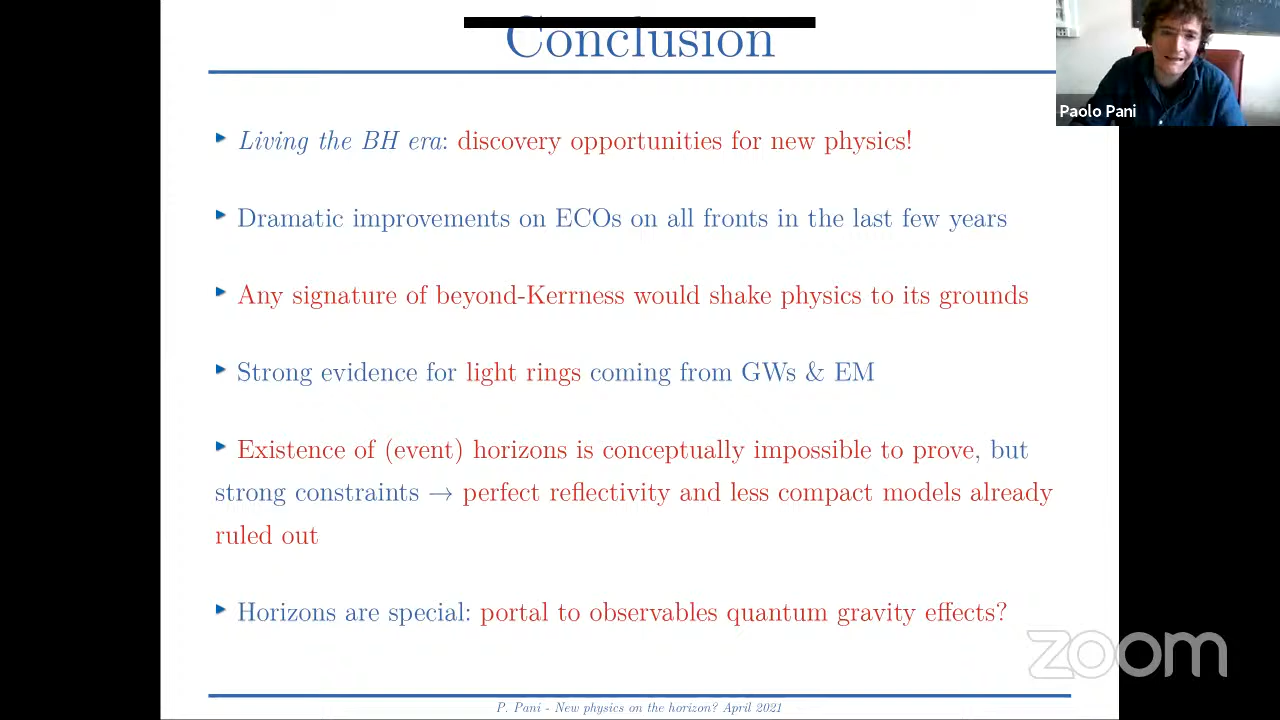 Conclusion
Paolo Pani
Living the BH era: discovery opportunities for new physics!
Dramatic improvements on ECOs on all fronts in the last few years
Any signature of beyond-Kerrness would shake physics to its grounds
Strong evidence for light rings coming from GWs & EM
Existence of (event) horizons is conceptually impossible to prove, but
strong constraints → perfect reflectivity and less compact models already
ruled out
Horizons are special: portal to observables quantum gravity effects?
zoom
P. Pani - New physics on the horizon? April 2021